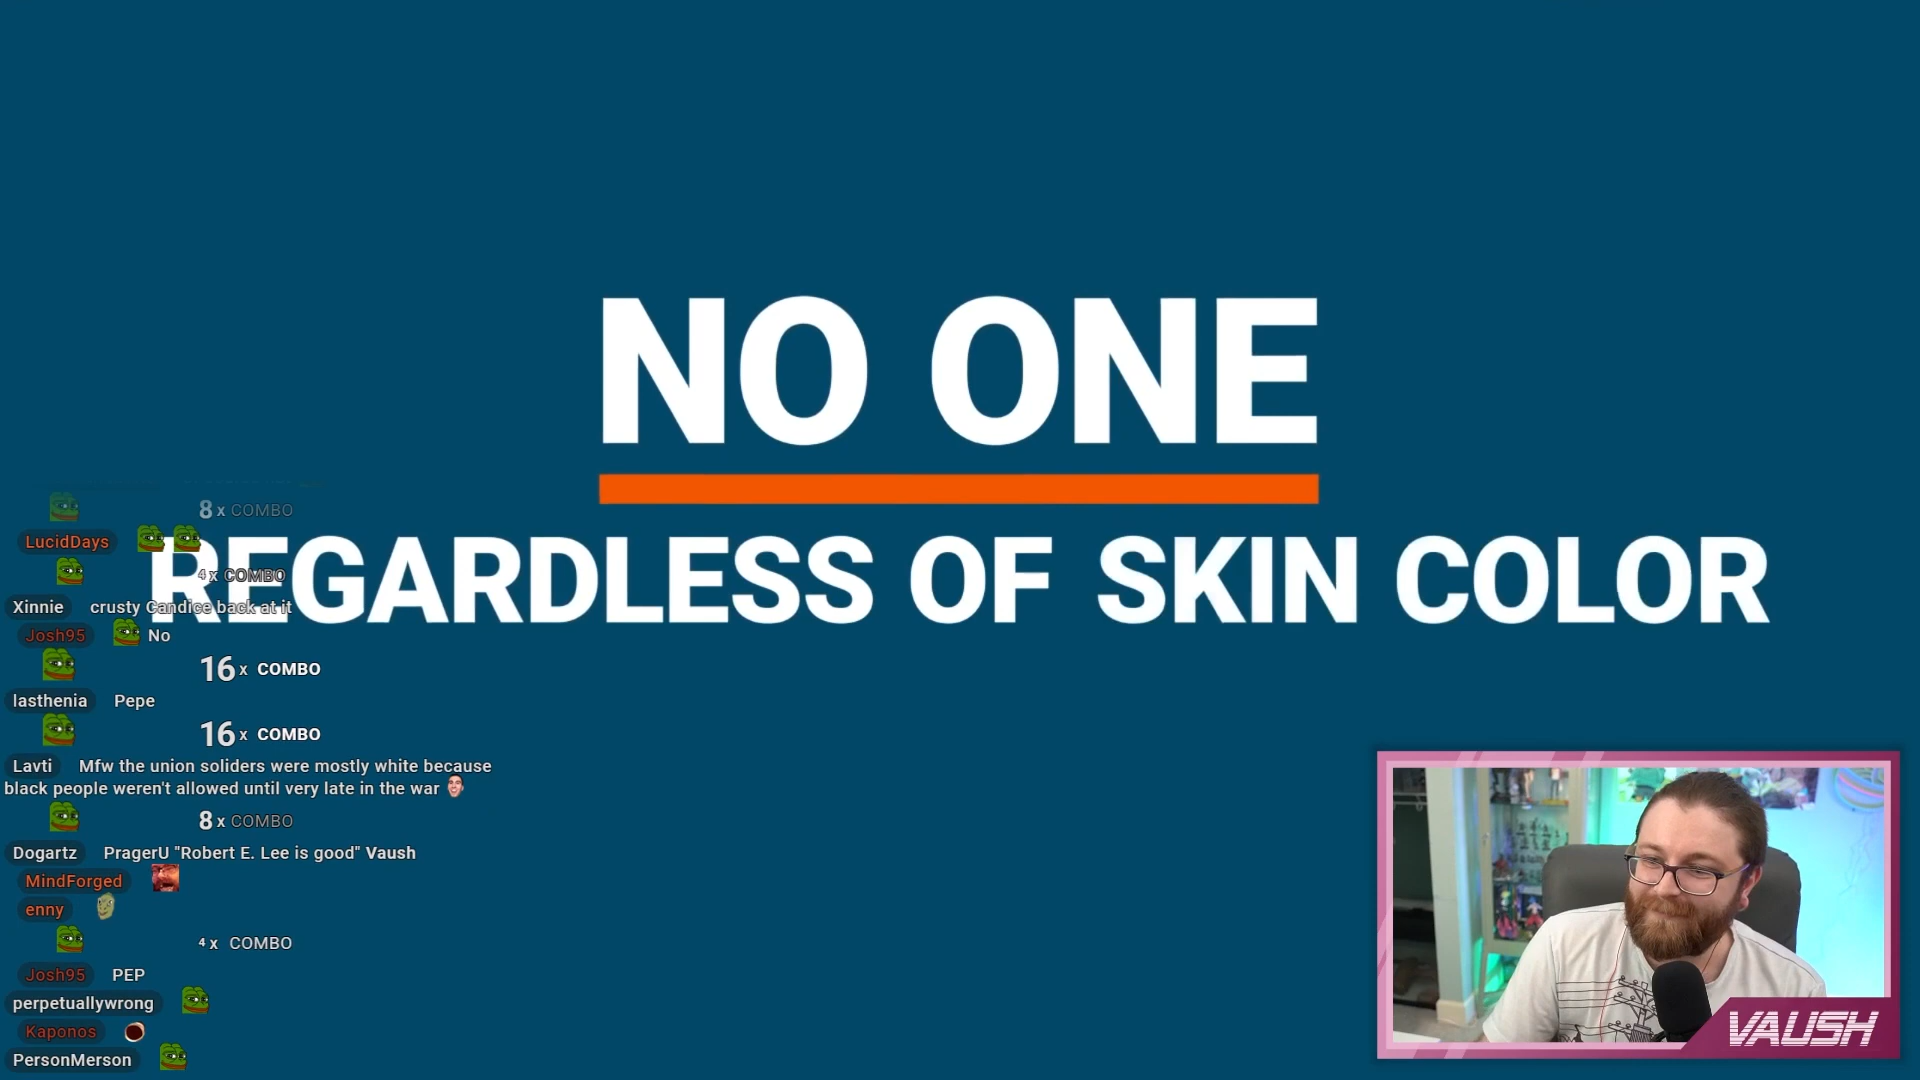 NO ONE
REGARDLESS OF SKIN COLOR
8 x COMBO
LucidDays
4 x COMBO
Xinnie crusty Candice back at it
Josh95 No
16 x COMBO
lasthenia Pepe
16 x COMBO
Lavti Mfw the union soliders were mostly white because
black people weren't allowed until very late in the war
8 x COMBO
Dogartz PragerU "Robert E. Lee is good" Vaush
MindForged
enny
4 x COMBO
Josh95 PEP
perpetuallywrong
Kaponos
PersonMerson
VAUSH